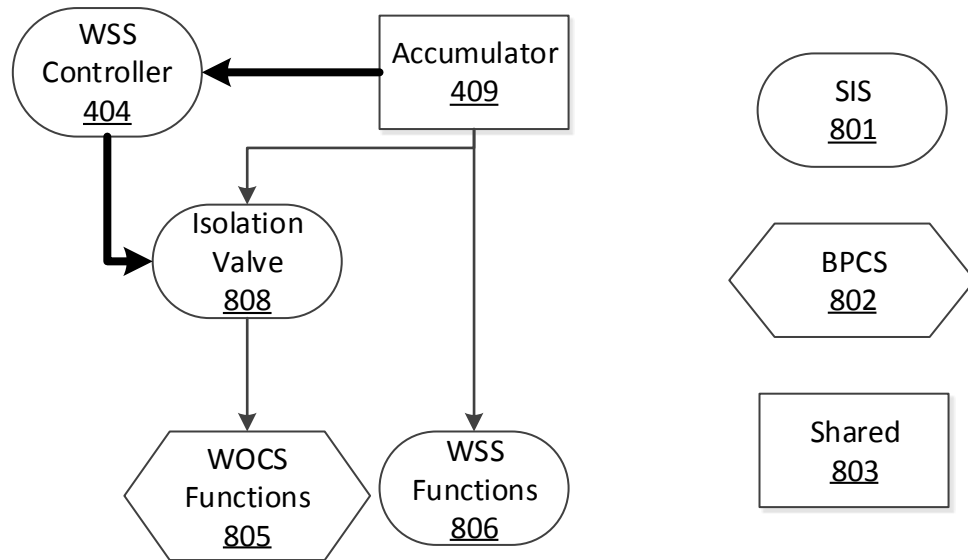 WSS
Controller
404
Accumulator
409
SIS
801
Isolation
Valve
808
BPCS
802
WOCS
Functions
805
WSS
Functions
806
Shared
803